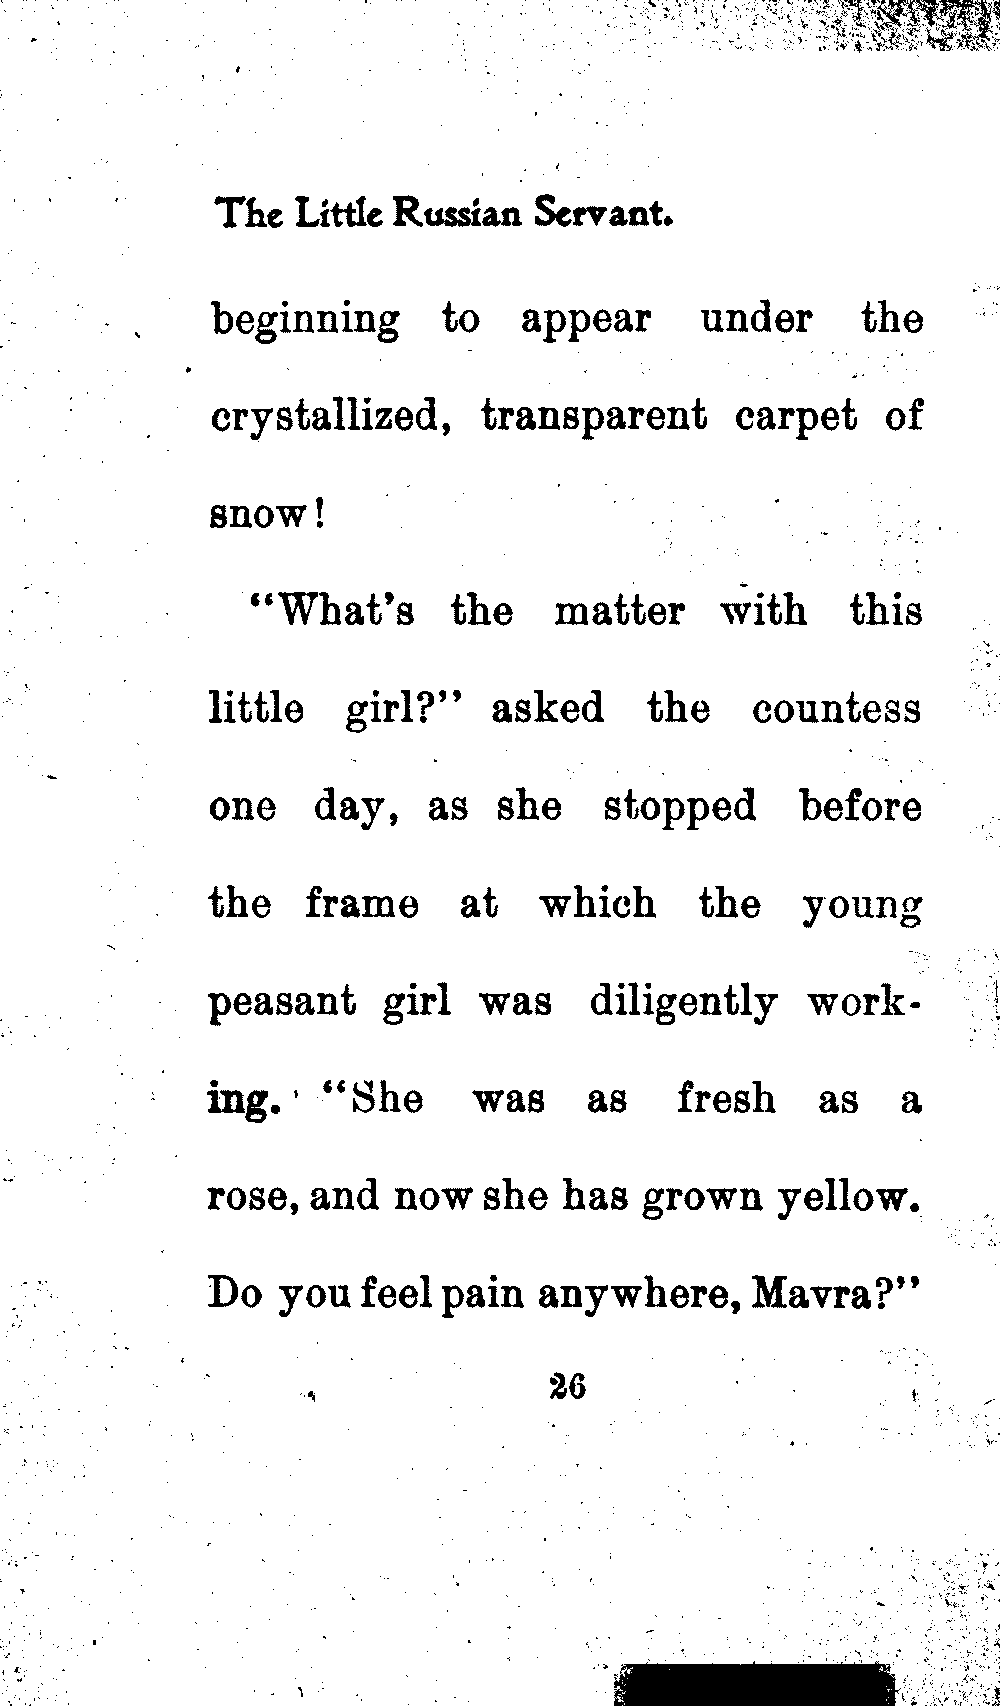 The Little Russian Servant.
beginning to appear under the
crystallized, transparent carpet of
snow!
"What's the matter with this
little girl?" asked the countess
one day, as she stopped before
the frame at which the young
peasant girl was diligently work-
ing. "She was as fresh as a
rose, and now she has grown yellow.
Do you feel pain anywhere, Mavra?"
26